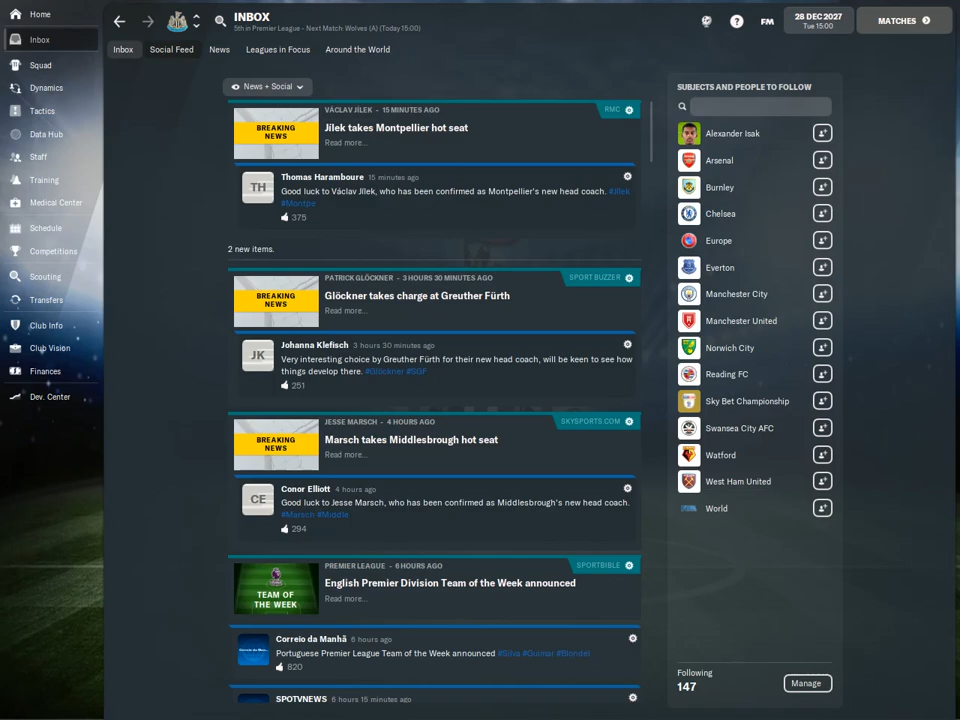 Home
Inbox
Squad
Dynamics
Tactics
Data Hub
Staff
Training
Medical Center
Schedule
Competitions
Scouting
Transfers
Club Info
Club Vision
Finances
Dev. Center
INBOX
5th in Premier League - Next Match Wolves (A) (Today 15:00)
?
FM
28 DEC 2027
Tue 15:00
MATCHES
Inbox
Social Feed
News
Leagues in Focus
Around the World
News + Social
BREAKING
NEWS
VÁCLAV JÍLEK - 15 MINUTES AGO
RMC
Jílek takes Montpellier hot seat
Read more...
TH
Thomas Haramboure 15 minutes ago
Good luck to Václav Jílek, who has been confirmed as Montpellier's new head coach. #Jílek
#Montpe
375
2 new items.
BREAKING
NEWS
PATRICK GLÖCKNER - 3 HOURS 30 MINUTES AGO
SPORT BUZZER
Glöckner takes charge at Greuther Fürth
Read more...
JK
Johanna Klefisch 3 hours 30 minutes ago
Very interesting choice by Greuther Fürth for their new head coach, will be keen to see how
things develop there. #Glöckner #SGF
251
BREAKING
NEWS
JESSE MARSCH - 4 HOURS AGO
SKYSPORTS.COM
Marsch takes Middlesbrough hot seat
Read more...
CE
Conor Elliott 4 hours ago
Good luck to Jesse Marsch, who has been confirmed as Middlesbrough's new head coach.
#Marsch #Middle
294
TEAM OF
THE WEEK
PREMIER LEAGUE - 6 HOURS AGO
SPORTBIBLE
English Premier Division Team of the Week announced
Read more...
Correio da Manhã 6 hours ago
Portuguese Premier League Team of the Week announced #Silva #Guimar #Blondel
820
SPOTVNEWS 6 hours 15 minutes ago
SUBJECTS AND PEOPLE TO FOLLOW
Alexander Isak
Arsenal
Burnley
Chelsea
Europe
Everton
Manchester City
Manchester United
Norwich City
Reading FC
Sky Bet Championship
Swansea City AFC
Watford
West Ham United
FIFA
World
Following
147
Manage